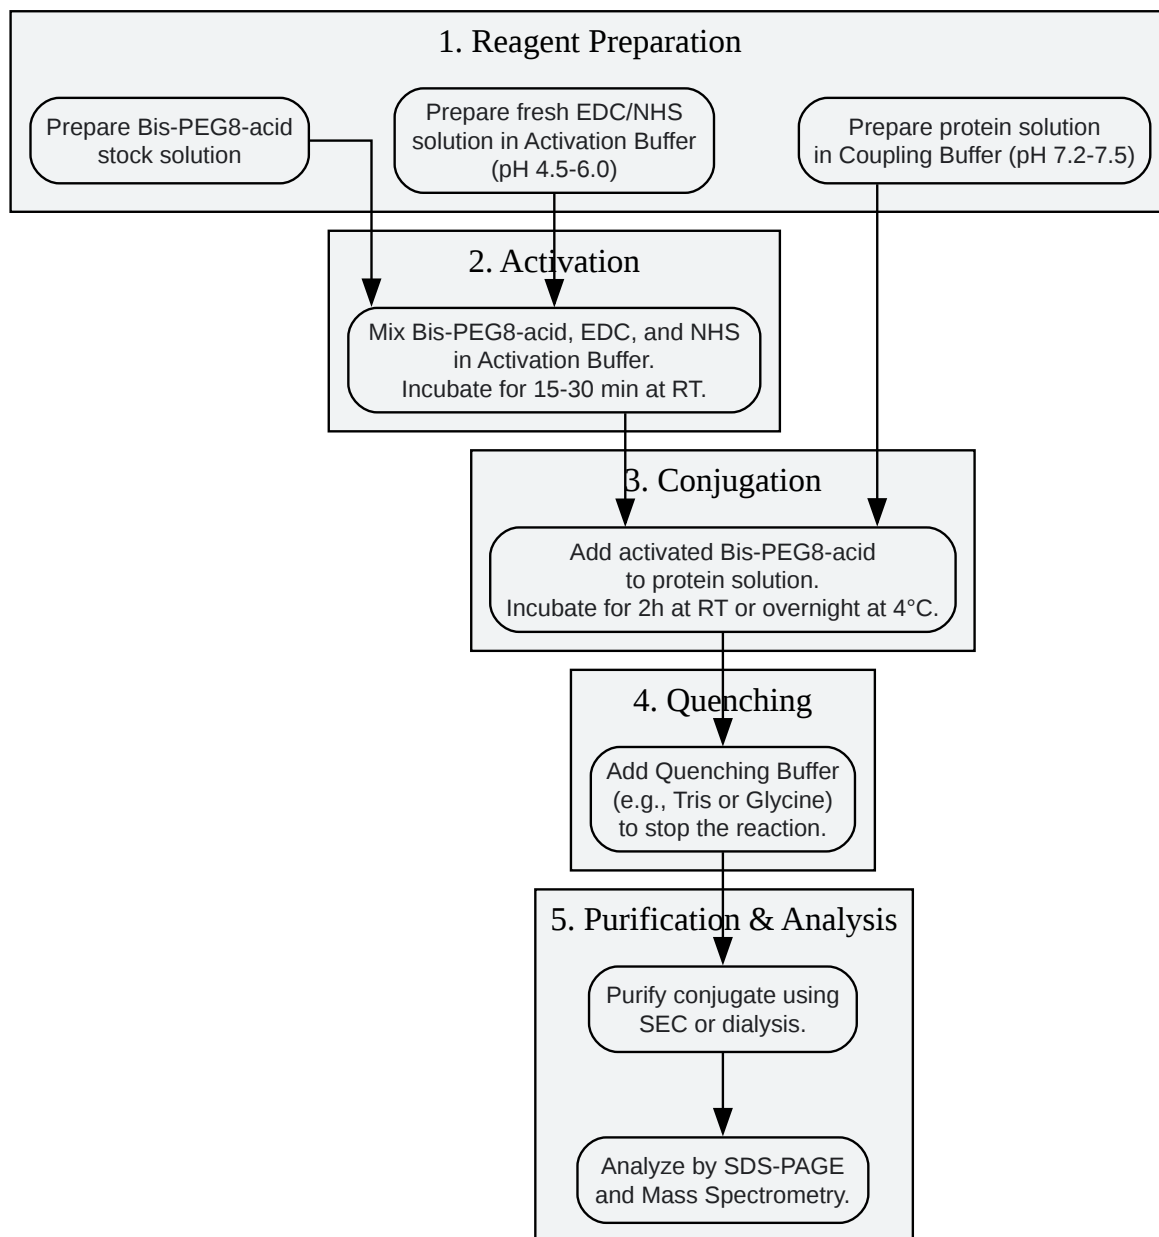 1. Reagent Preparation
Prepare Bis-PEG8-acid
stock solution
Prepare fresh EDC/NHS
solution in Activation Buffer
(pH 4.5-6.0)
Prepare protein solution
in Coupling Buffer (pH 7.2-7.5)
2. Activation
Mix Bis-PEG8-acid, EDC, and NHS
in Activation Buffer.
Incubate for 15-30 min at RT.
3. Conjugation
Add activated Bis-PEG8-acid
to protein solution.
Incubate for 2h at RT or overnight at 4°C.
4. Quenching
Add Quenching Buffer
(e.g., Tris or Glycine)
to stop the reaction.
5. Purification & Analysis
Purify conjugate using
SEC or dialysis.
Analyze by SDS-PAGE
and Mass Spectrometry.